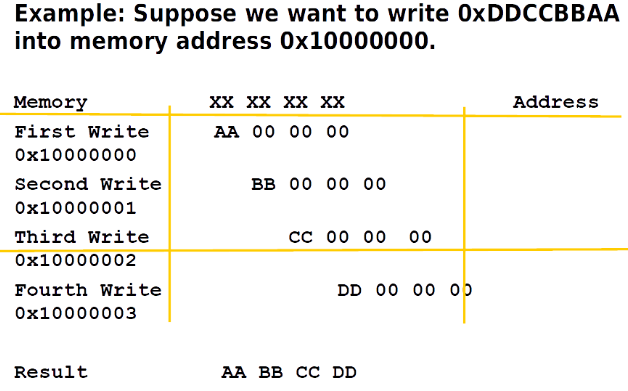 Example: Suppose we want to write 0xDDCCBBAA
into memory address 0x10000000.
Memory XX XX XX XX Address
First Write AA 00 00 00
0x10000000
Second Write BB 00 00 00
0x10000001
Third Write CC 00 00 00
0x10000002
Fourth Write DD 00 00 00
0x10000003
Result AA BB CC DD